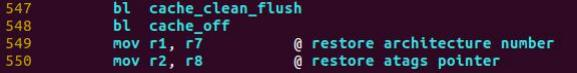 547 bl cache_clean_flush
548 bl cache_off
549 mov r1, r7 @ restore architecture number
550 mov r2, r8 @ restore atags pointer